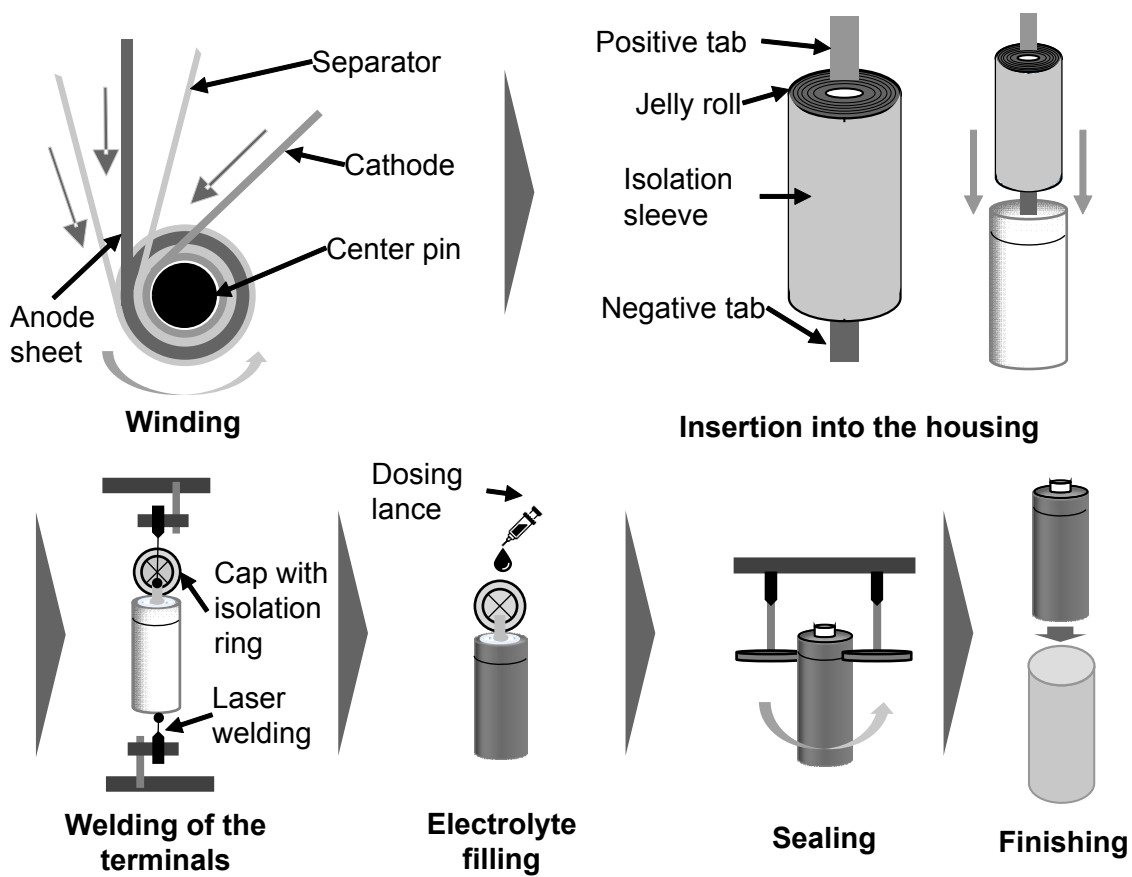 Separator
Cathode
Center pin
Anode
sheet
Winding
Positive tab
Jelly roll
Isolation
sleeve
Negative tab
Insertion into the housing
Cap with
isolation
ring
Laser
welding
Welding of the
terminals
Dosing
lance
Electrolyte
filling
Sealing
Finishing